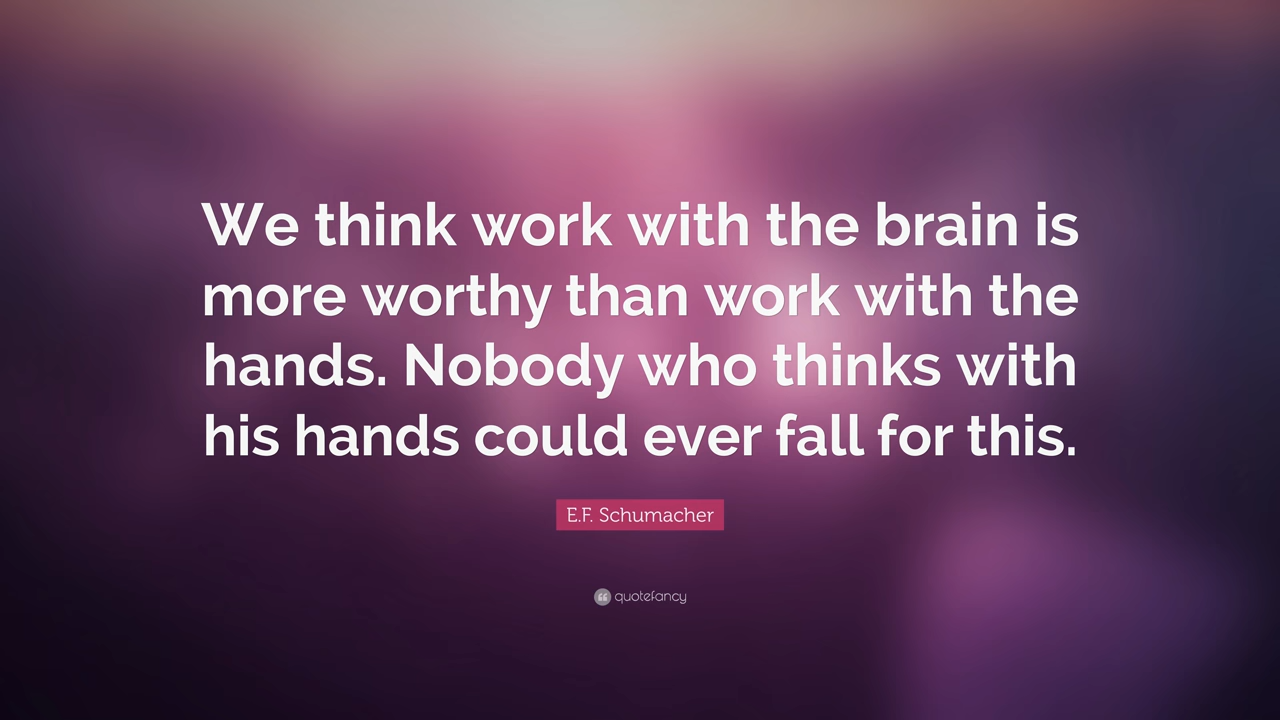 We think work with the brain is
more worthy than work with the
hands. Nobody who thinks with
his hands could ever fall for this.
E.F. Schumacher
quotefancy